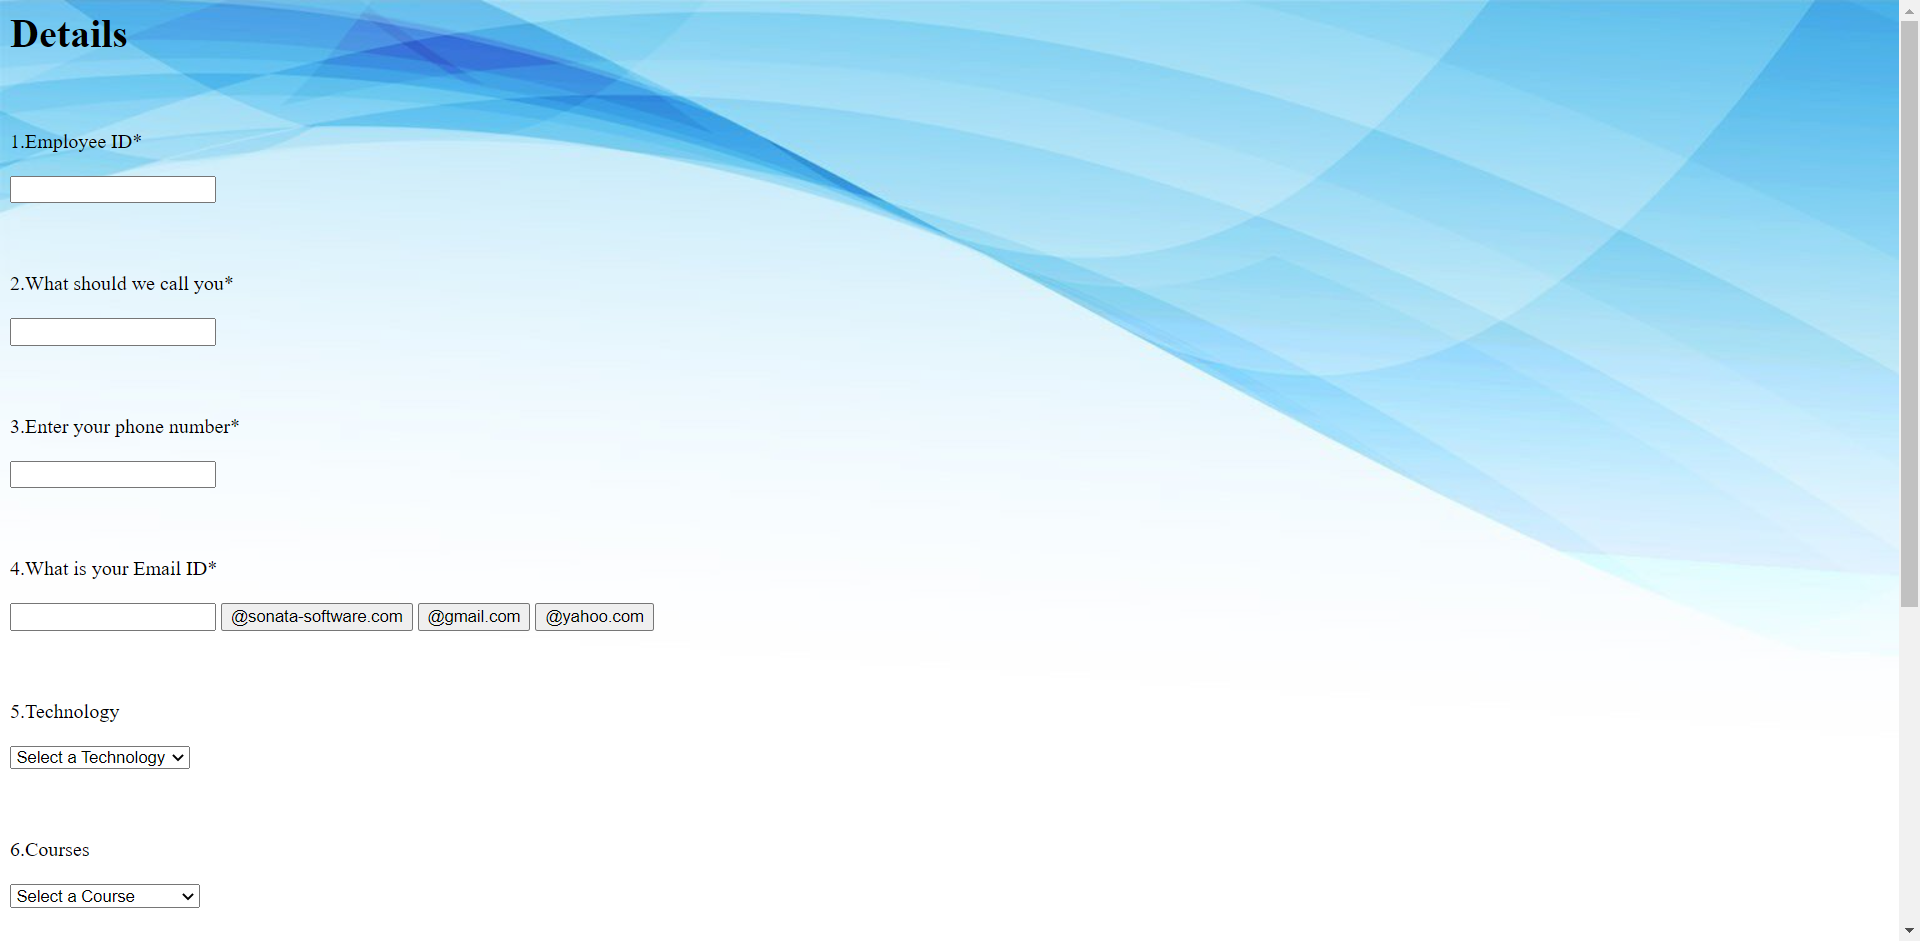 Details
1.Employee ID*
2.What should we call you*
3.Enter your phone number*
4.What is your Email ID*
@sonata-software.com @gmail.com @yahoo.com
5.Technology
Select a Technology
6.Courses
Select a Course